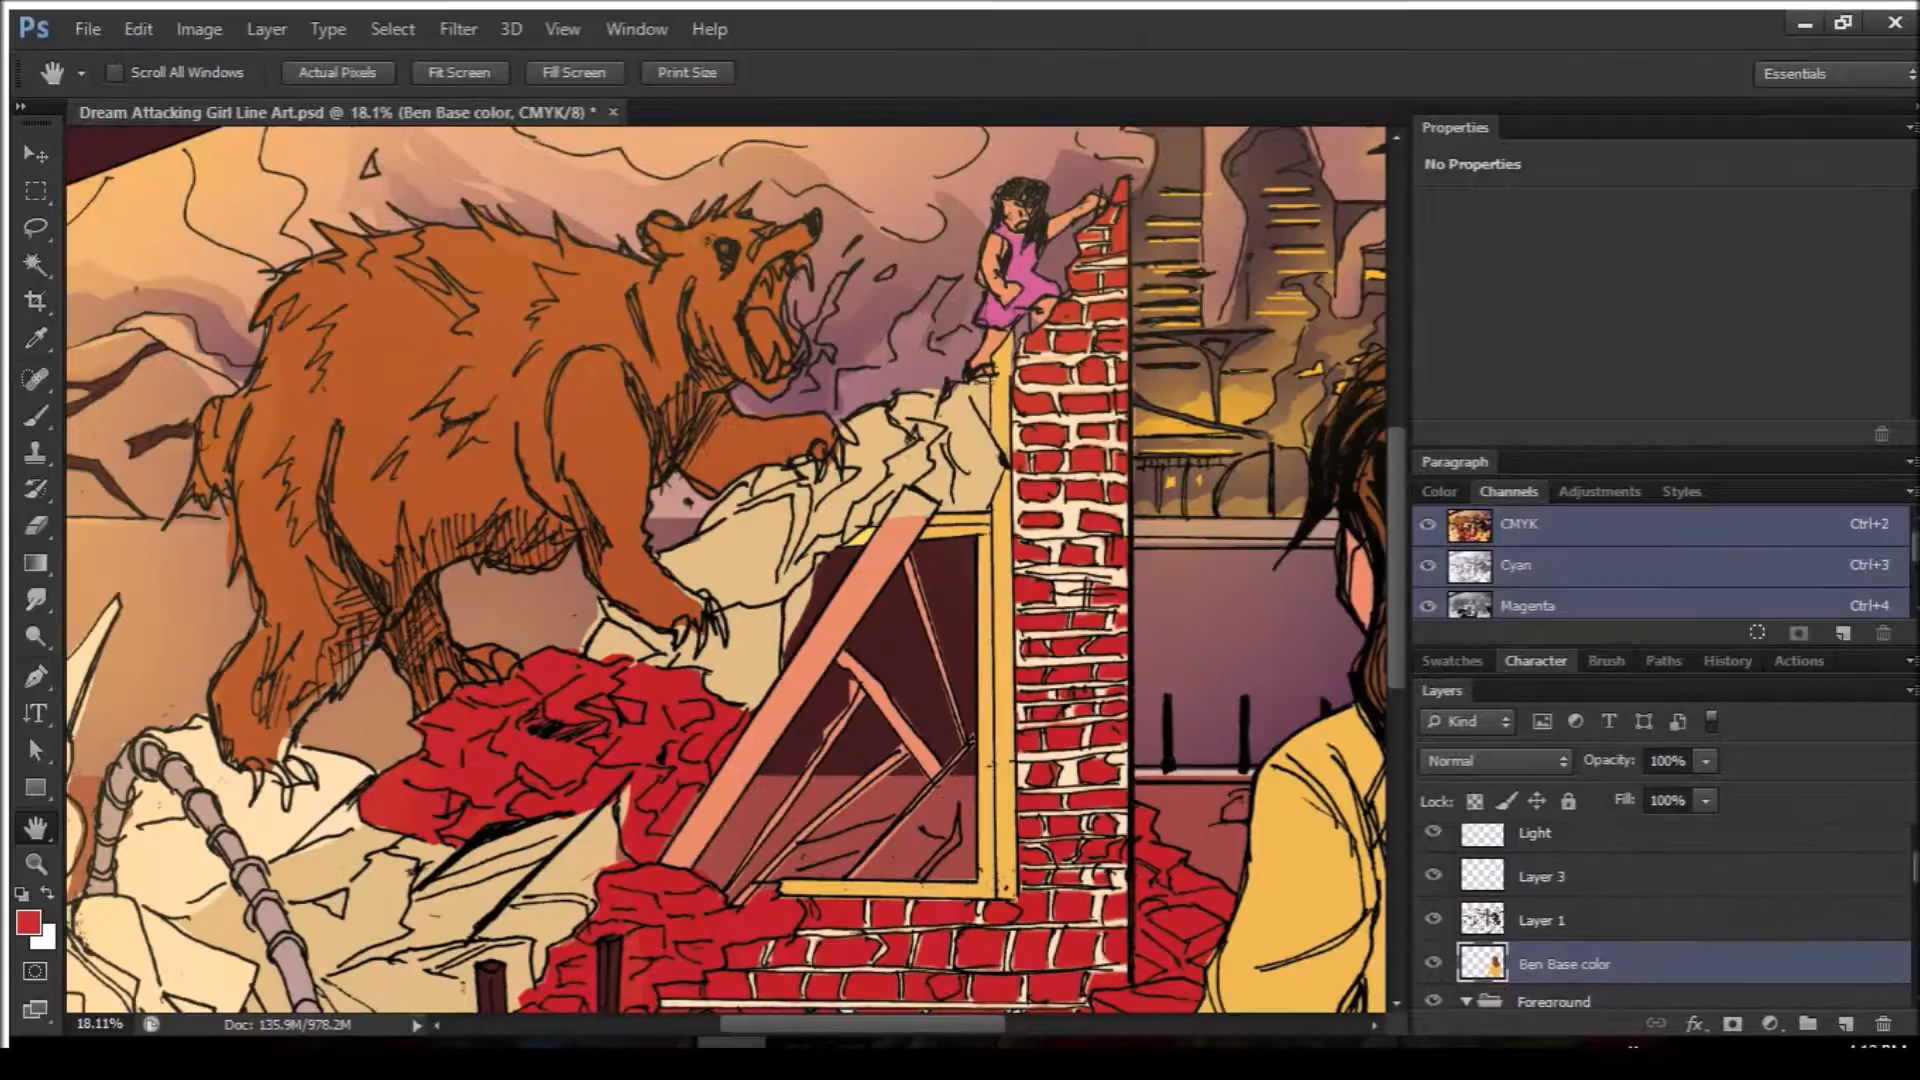 Ps File Edit Image Layer Type Select Filter 3D View Window Help
Scroll All Windows Actual Pixels Fit Screen Fill Screen Print Size Essentials
Dream Attacking Girl Line Art.psd @ 18.1% (Ben Base color, CMYK/8) * ×
Properties
No Properties
Paragraph
Color Channels Adjustments Styles
CMYK Ctrl+2
Cyan Ctrl+3
Magenta Ctrl+4
Swatches Character Brush Paths History Actions
Layers
Kind
Normal Opacity: 100%
Lock: Fill: 100%
Light
Layer 3
Layer 1
Ben Base color
Foreground
18.11% Doc: 135.9M/978.2M